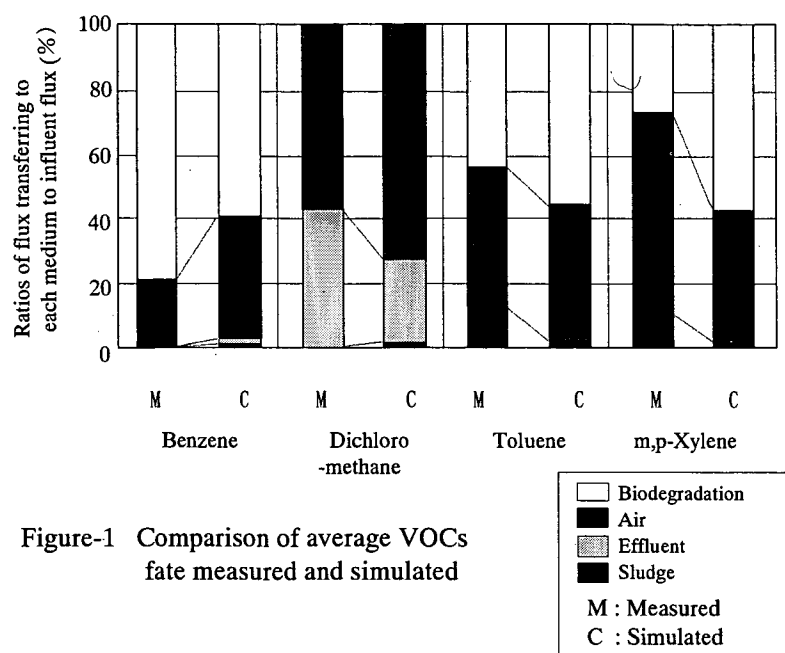 Ratios of flux transferring to
each medium to influent flux (%)
100
80
60
40
20
0
M C M C M C M C
Benzene Dichloro Toluene m,p-Xylene
-methane
Biodegradation
Air
Effluent
Sludge
M : Measured
C : Simulated
Figure-1 Comparison of average VOCs
fate measured and simulated